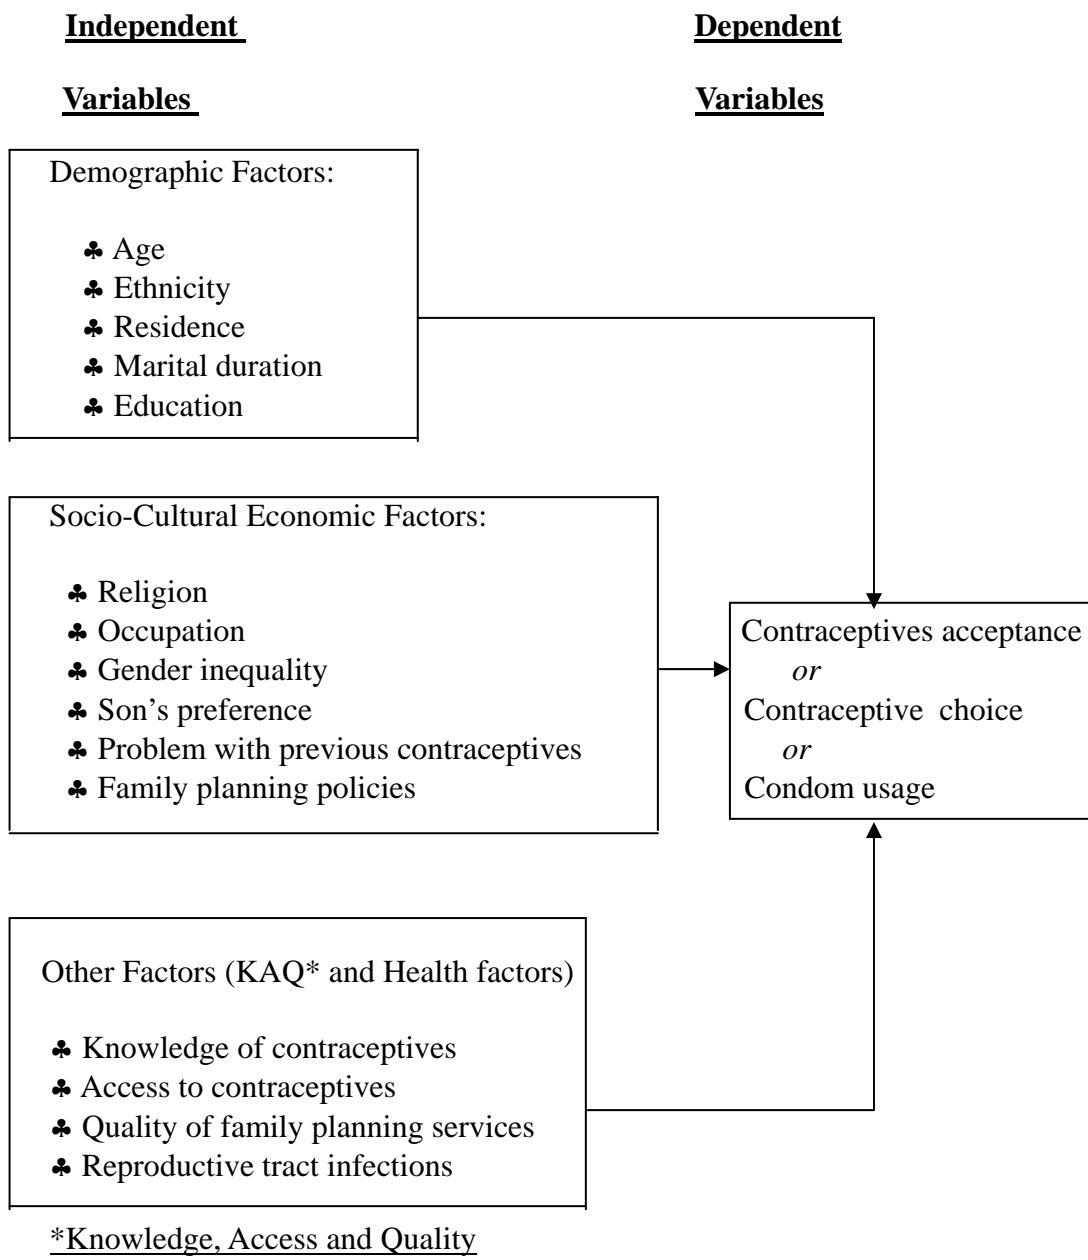 Independent
Dependent
Variables
Variables
Demographic Factors:
♣ Age
♣ Ethnicity
♣ Residence
♣ Marital duration
♣ Education
Socio-Cultural Economic Factors:
♣ Religion
♣ Occupation
♣ Gender inequality
♣ Son’s preference
♣ Problem with previous contraceptives
♣ Family planning policies
Contraceptives acceptance
or
Contraceptive choice
or
Condom usage
Other Factors (KAQ* and Health factors)
♣ Knowledge of contraceptives
♣ Access to contraceptives
♣ Quality of family planning services
♣ Reproductive tract infections
*Knowledge, Access and Quality